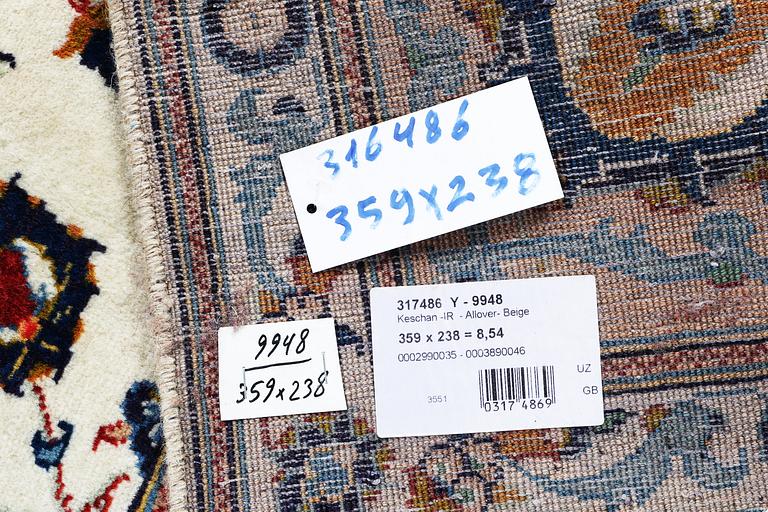 316486
359x238
9948
359x238
317486 Y - 9948
Keschan -IR - Allover- Beige
359 x 238 = 8,54
0002990035 - 0003890046
UZ
3551
0317 4869
GB